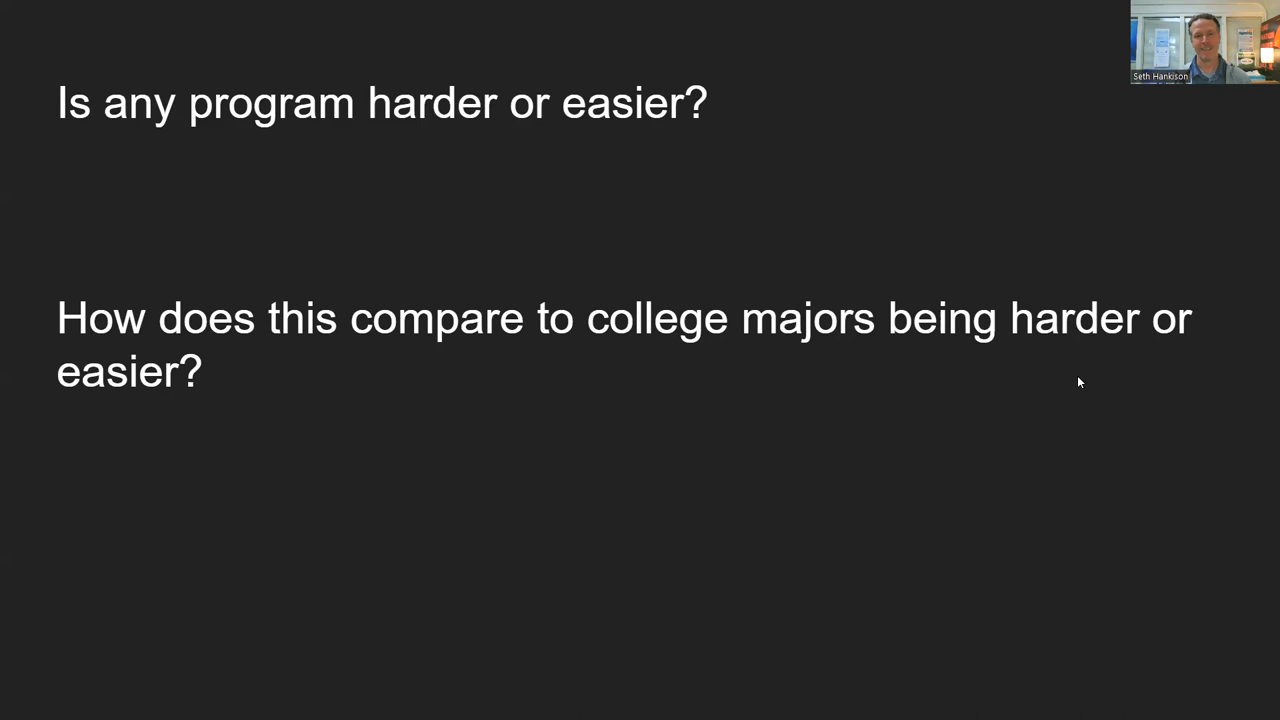 Is any program harder or easier?
Seth Hankison
How does this compare to college majors being harder or
easier?